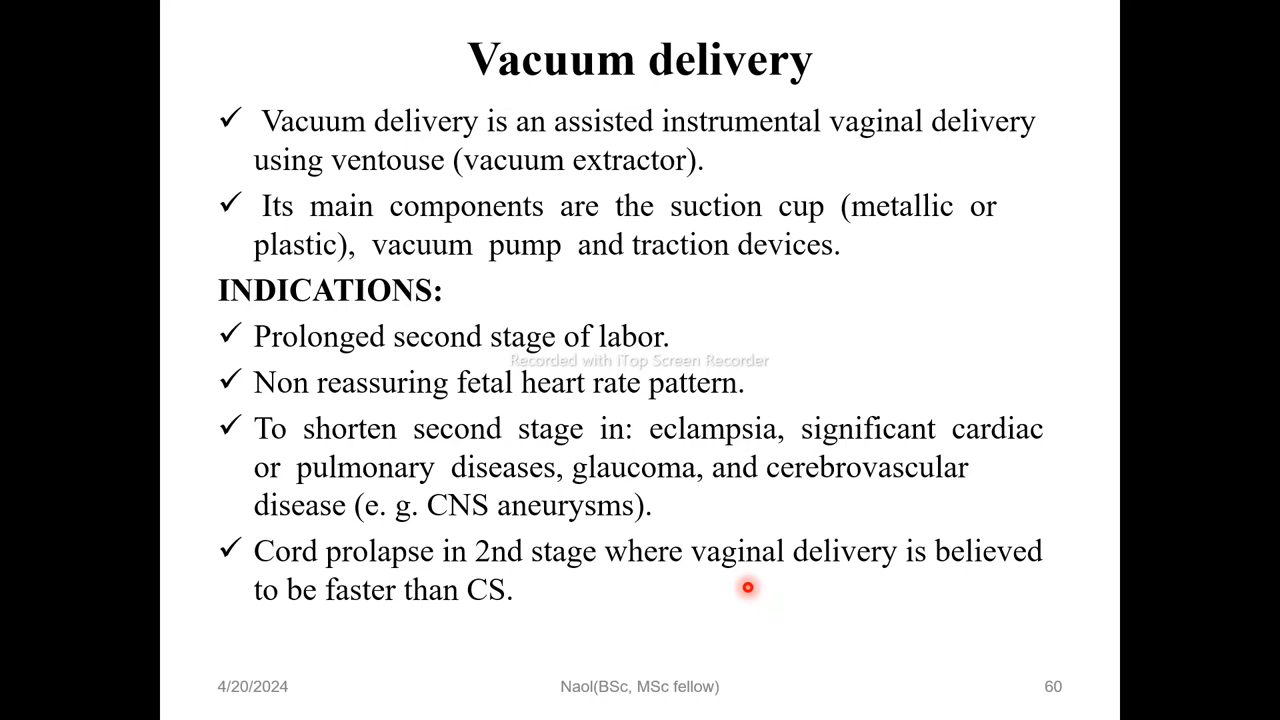 Vacuum delivery
✓ Vacuum delivery is an assisted instrumental vaginal delivery
using ventouse (vacuum extractor).
✓ Its main components are the suction cup (metallic or
plastic), vacuum pump and traction devices.
INDICATIONS:
✓ Prolonged second stage of labor.
Recorded with iTop Screen Recorder
✓ Non reassuring fetal heart rate pattern.
✓ To shorten second stage in: eclampsia, significant cardiac
or pulmonary diseases, glaucoma, and cerebrovascular
disease (e. g. CNS aneurysms).
✓ Cord prolapse in 2nd stage where vaginal delivery is believed
to be faster than CS.
4/20/2024 Naol(BSc, MSc fellow) 60